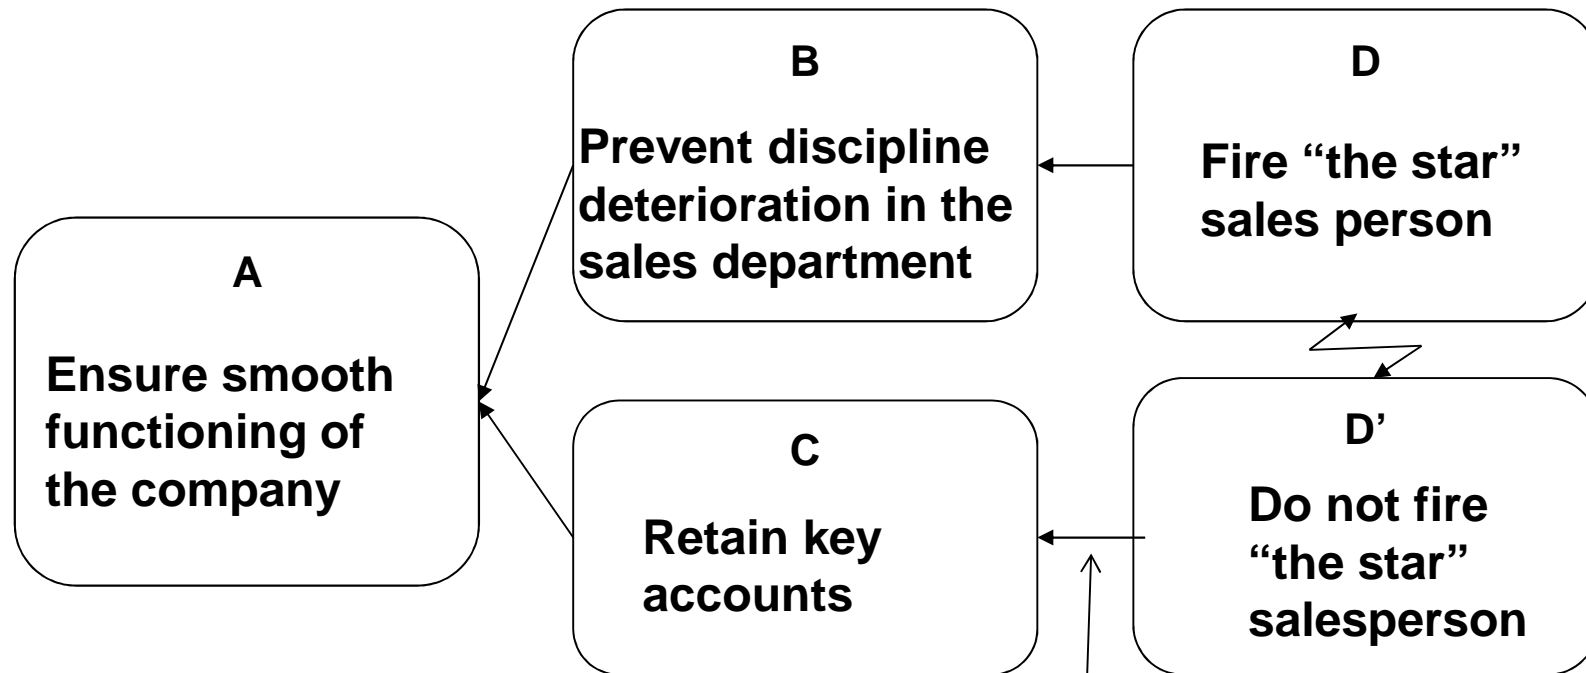 A
Ensure smooth
functioning of
the company
B
Prevent discipline
deterioration in the
sales department
C
Retain key
accounts
D
Fire “the star”
sales person
D’
Do not fire
“the star”
salesperson